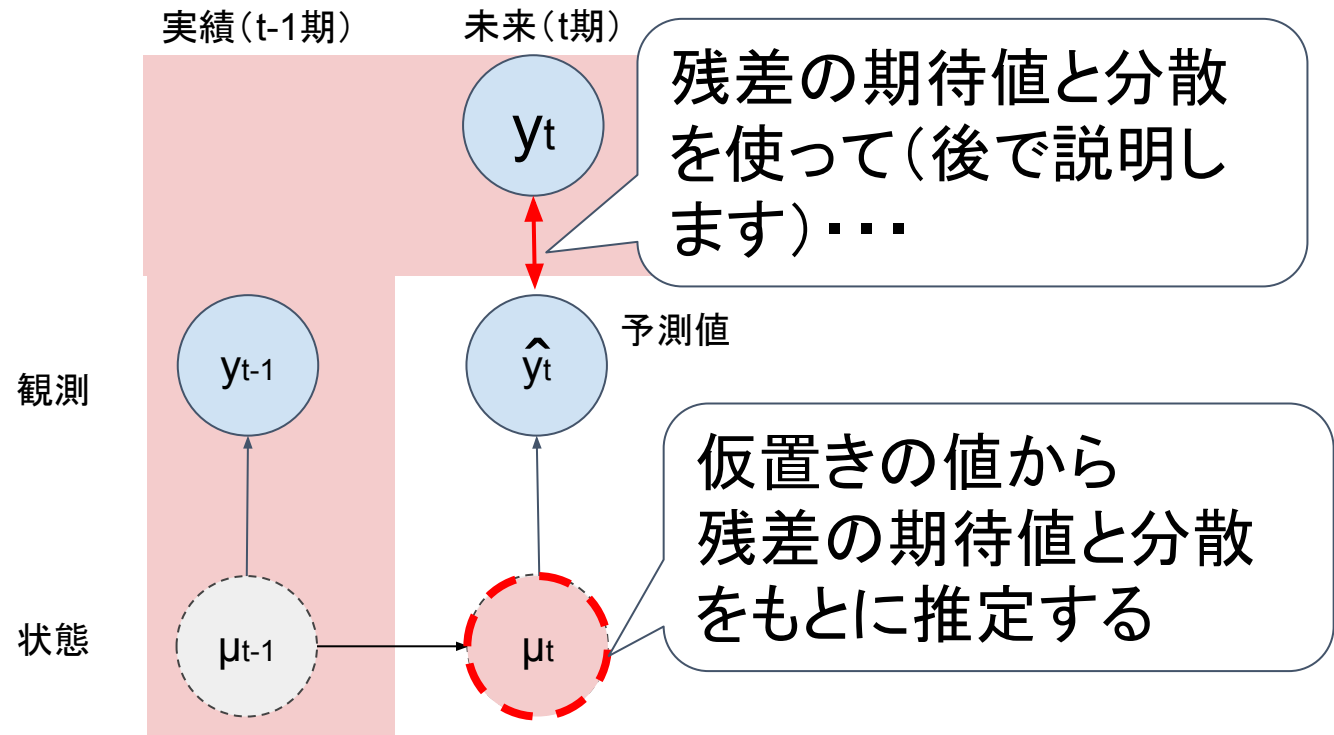 実績（t-1期）
未来（t期）
残差の期待値と分散
を使って（後で説明し
ます）▪▪▪
yt
予測値
観測
yt-1
ŷt
仮置きの値から
残差の期待値と分散
をもとに推定する
状態
μt-1
μt